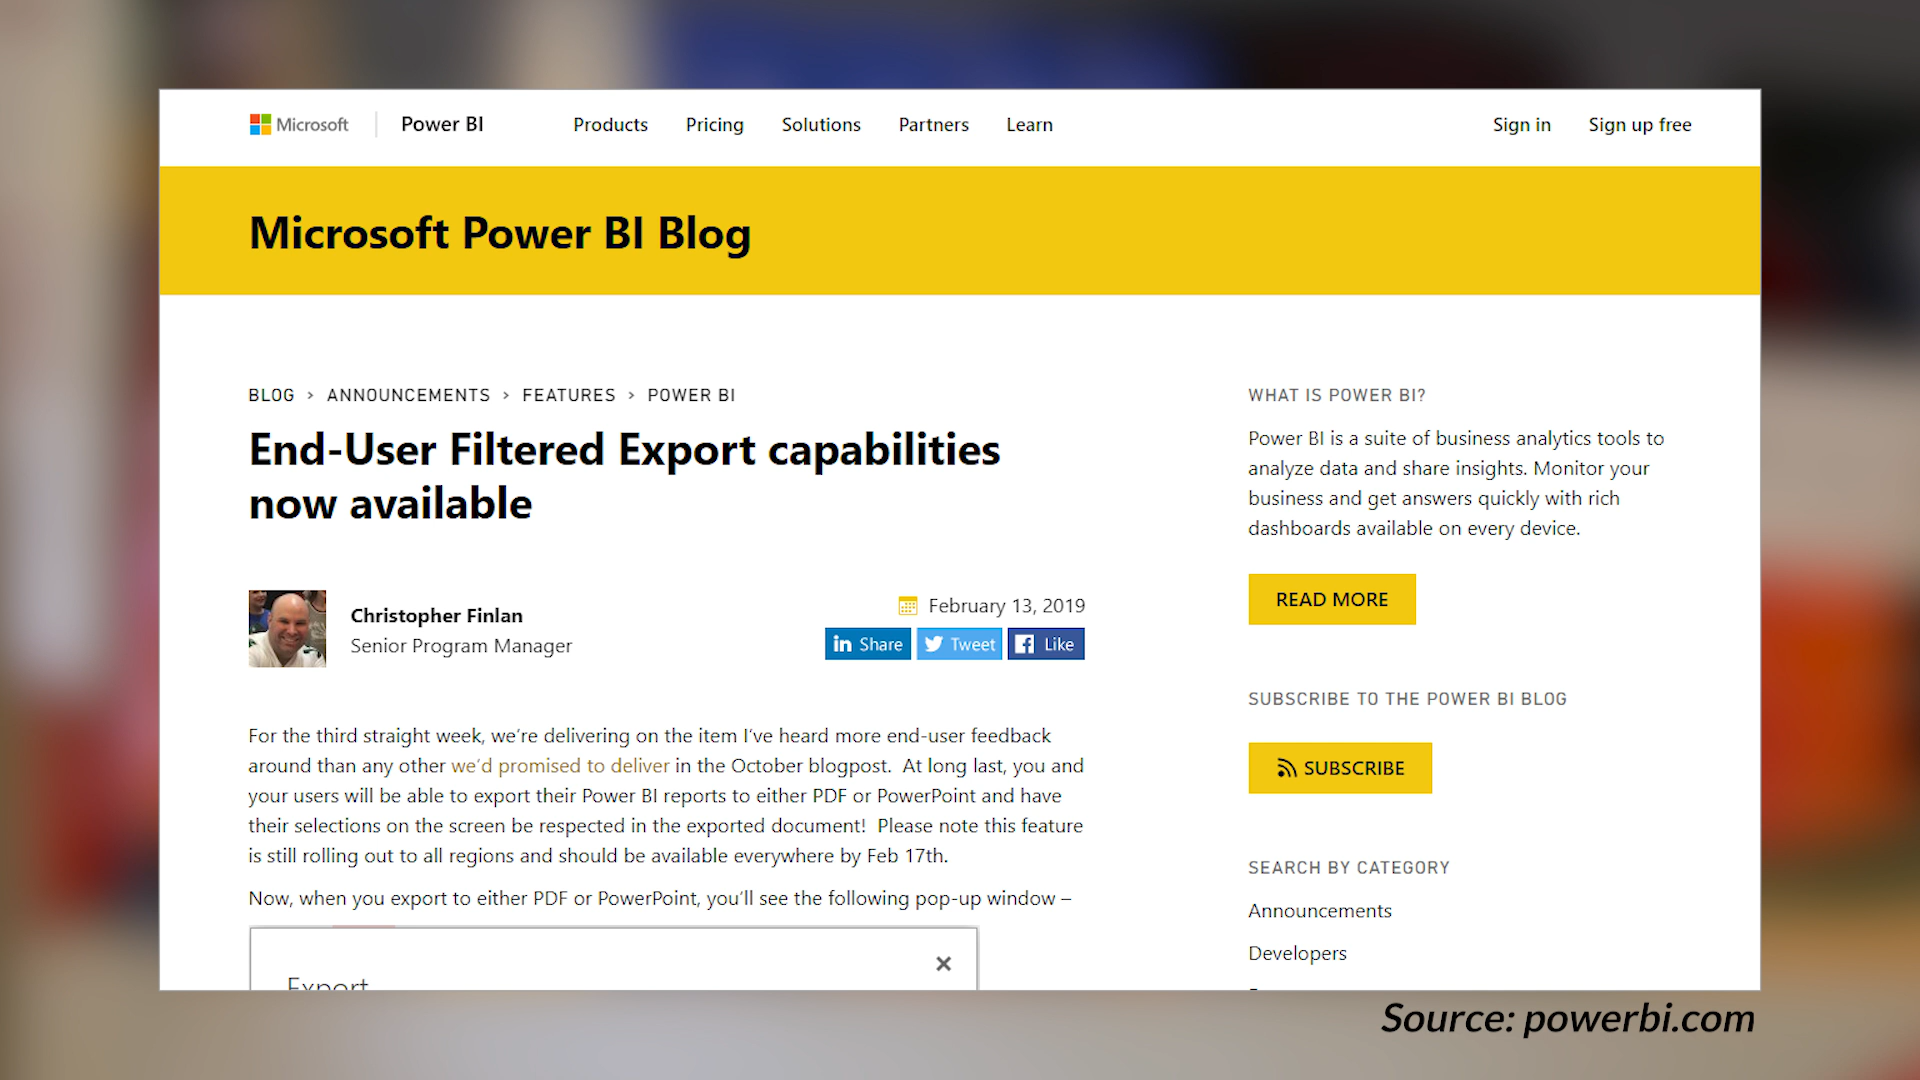 Microsoft Power BI Products Pricing Solutions Partners Learn Sign in Sign up free
Microsoft Power BI Blog
BLOG > ANNOUNCEMENTS > FEATURES > POWER BI
End-User Filtered Export capabilities
now available
Christopher Finlan
Senior Program Manager
February 13, 2019
in Share Tweet Like
For the third straight week, we're delivering on the item I've heard more end-user feedback
around than any other we'd promised to deliver in the October blogpost.  At long last, you and
your users will be able to export their Power BI reports to either PDF or PowerPoint and have
their selections on the screen be respected in the exported document!  Please note this feature
is still rolling out to all regions and should be available everywhere by Feb 17th.
Now, when you export to either PDF or PowerPoint, you'll see the following pop-up window –
Export
WHAT IS POWER BI?
Power BI is a suite of business analytics tools to
analyze data and share insights. Monitor your
business and get answers quickly with rich
dashboards available on every device.
READ MORE
SUBSCRIBE TO THE POWER BI BLOG
SUBSCRIBE
SEARCH BY CATEGORY
Announcements
Developers
Source: powerbi.com